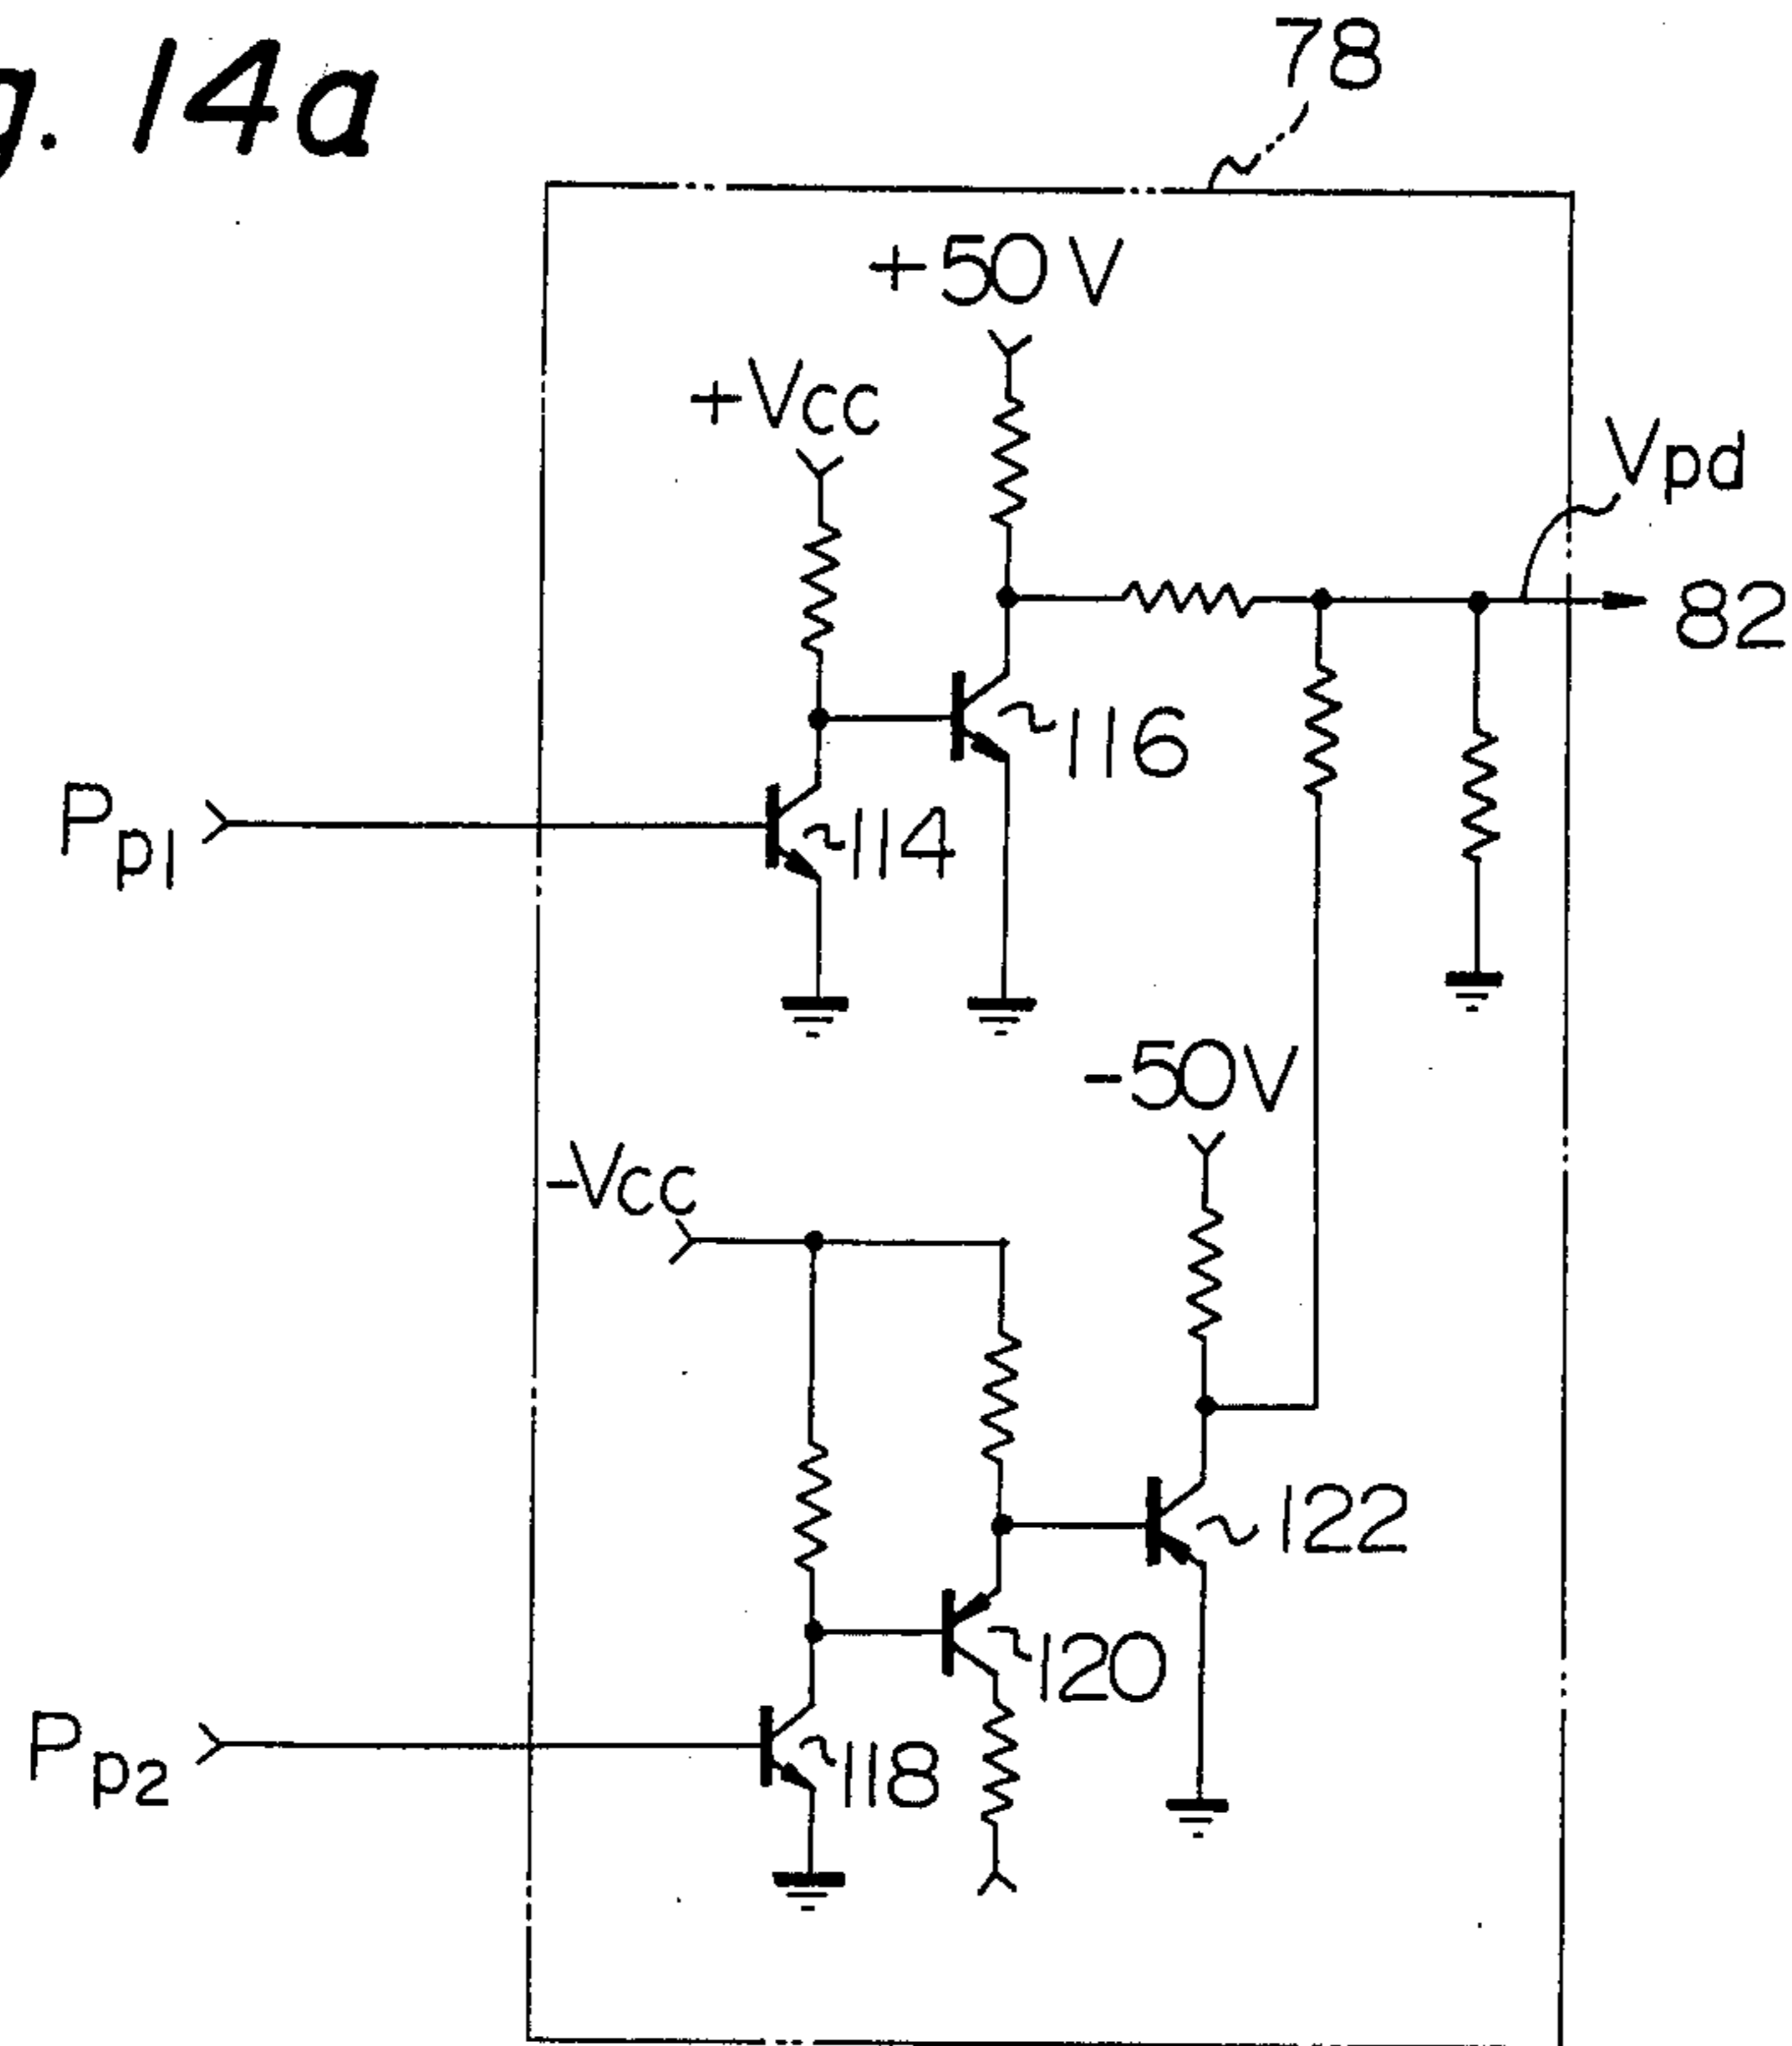 g. 14a
78
+50V
+Vcc
Vpd
82
116
Pp1
114
-50V
-Vcc
122
120
Pp2
118